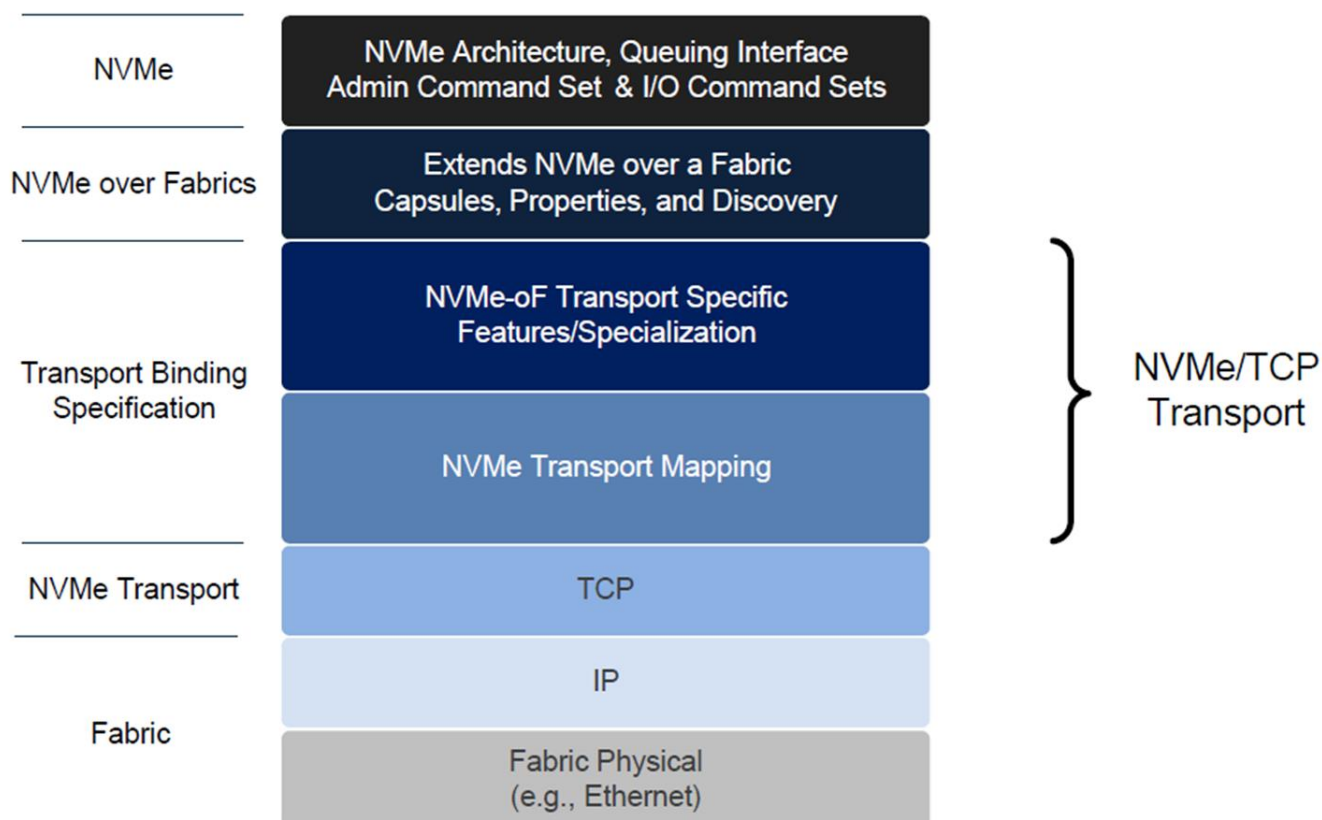 NVMe
NVMe Architecture, Queuing Interface
Admin Command Set & I/O Command Sets
NVMe over Fabrics
Extends NVMe over a Fabric
Capsules, Properties, and Discovery
Transport Binding
Specification
NVMe-oF Transport Specific
Features/Specialization
NVMe Transport Mapping
NVMe/TCP
Transport
NVMe Transport
TCP
Fabric
IP
Fabric Physical
(e.g., Ethernet)